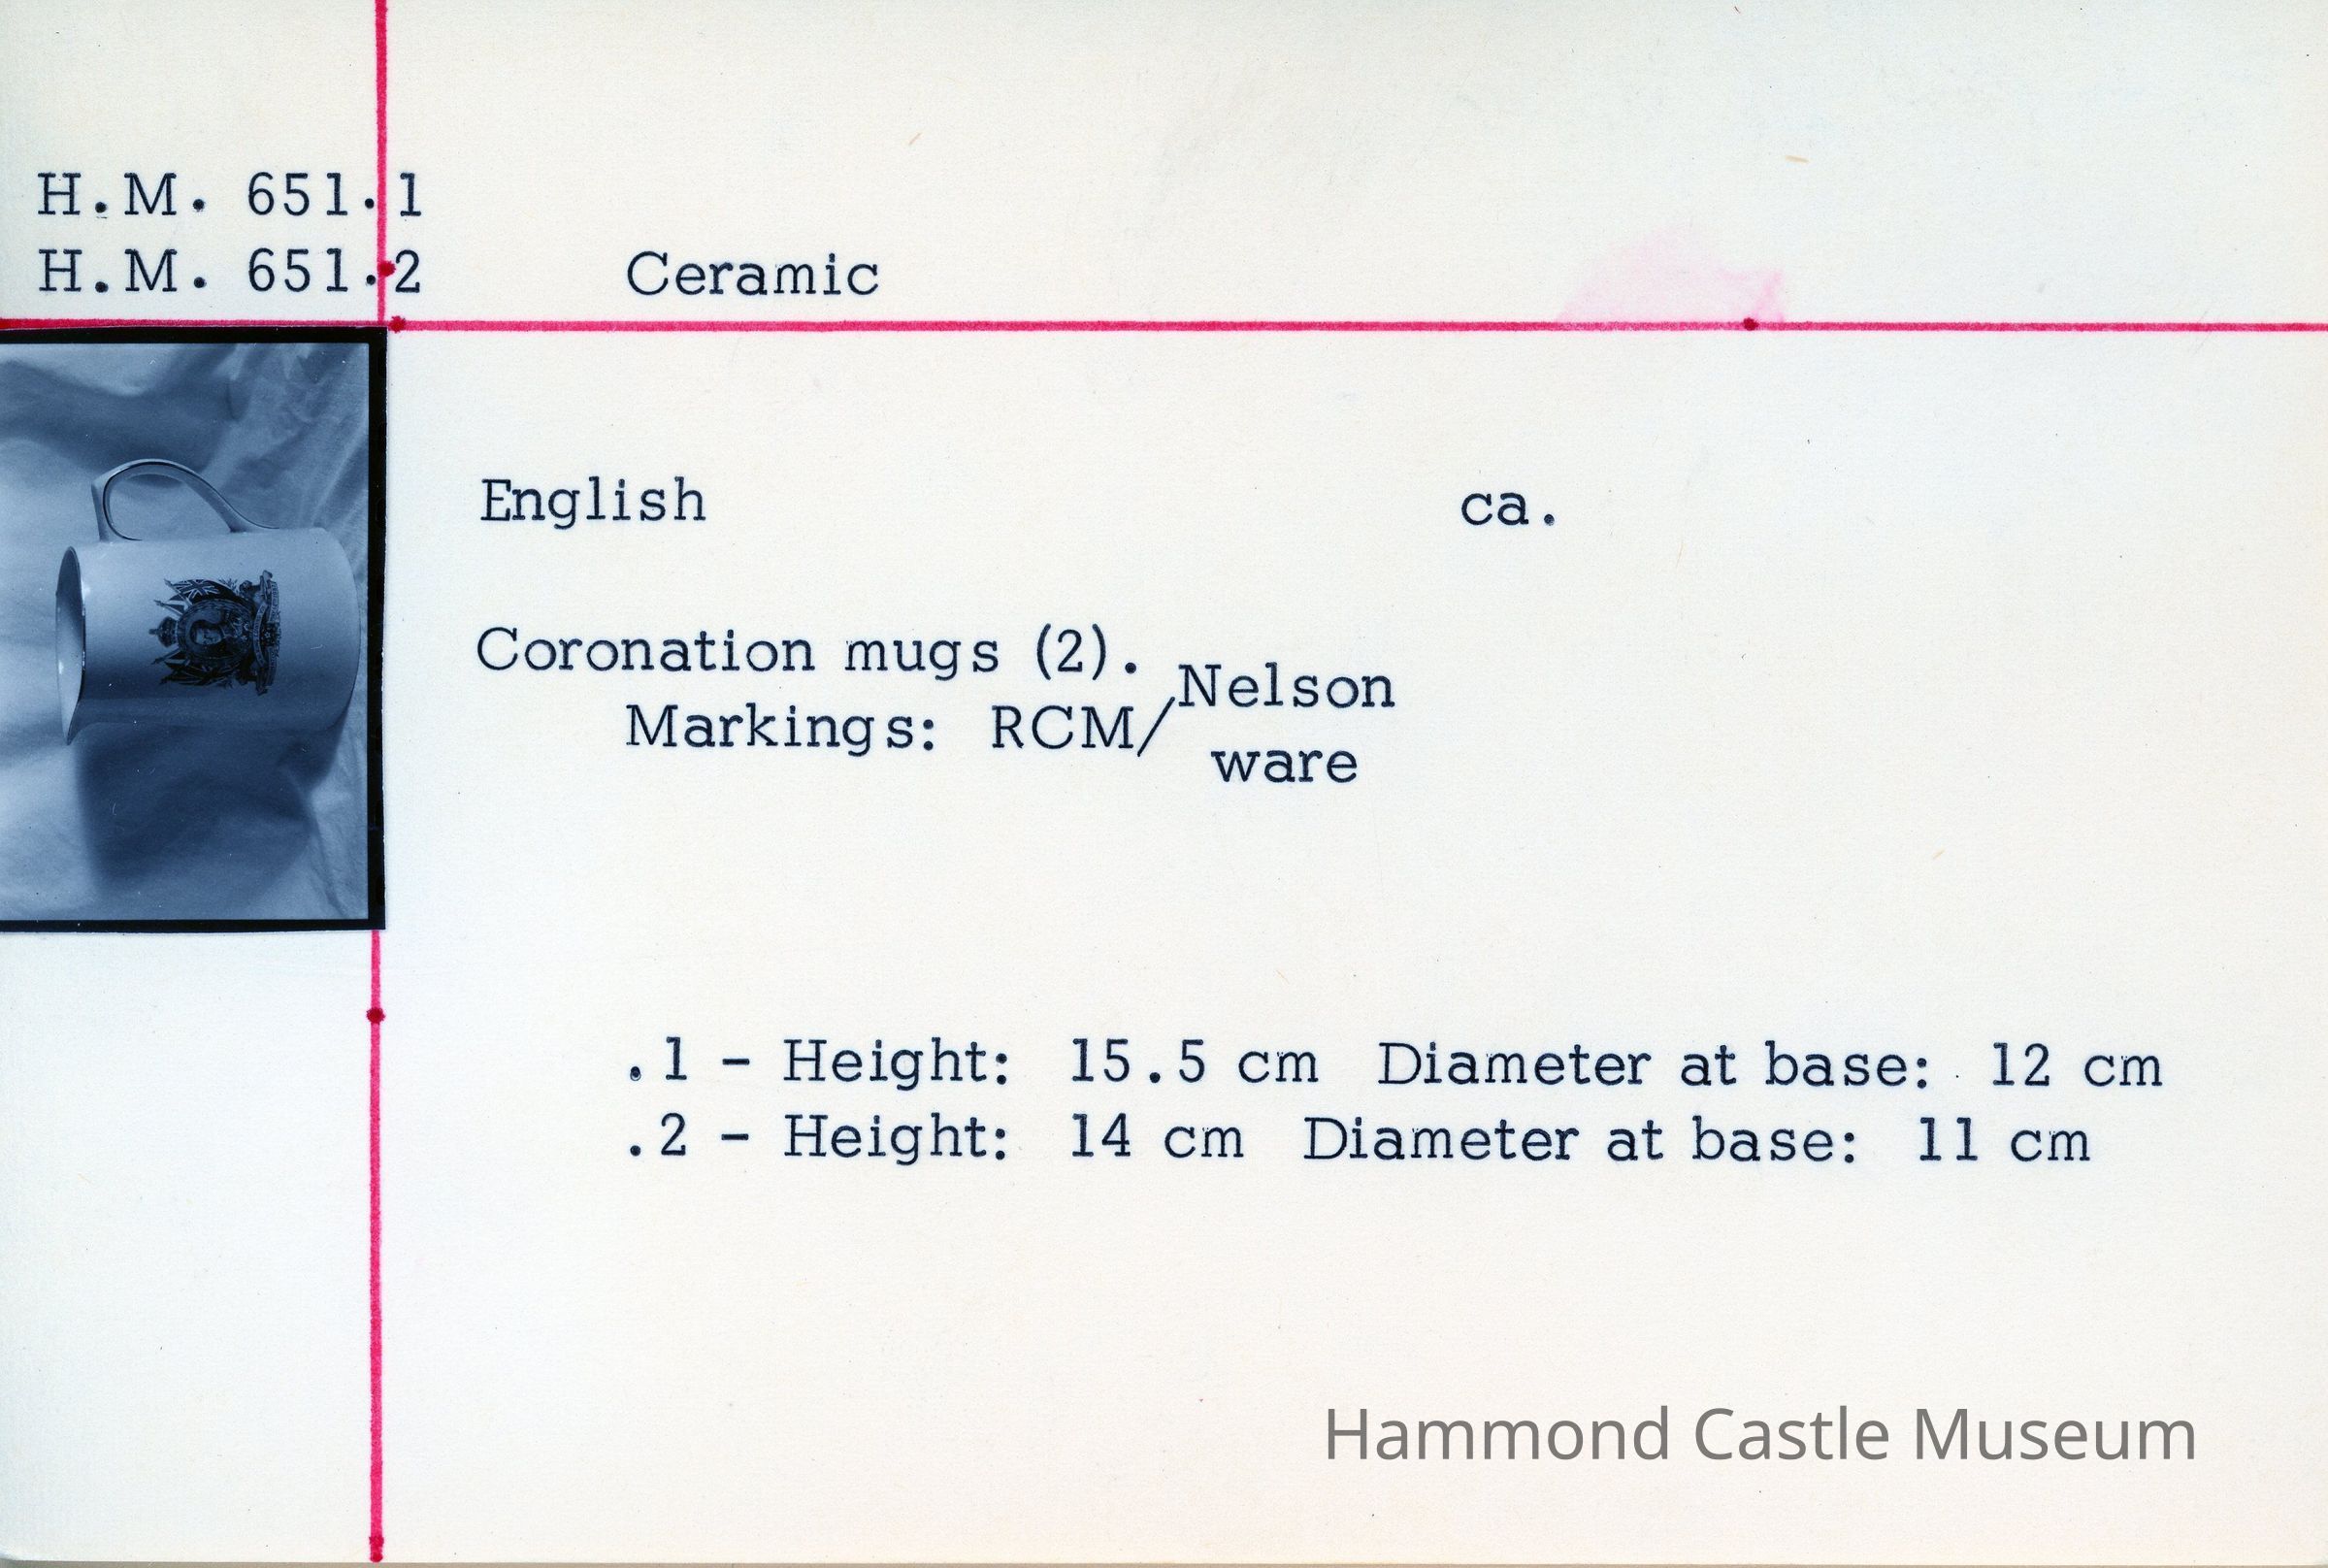 H.M. 651.1
H.M. 651.2
Ceramic
English ca.
Coronation mugs (2).
Markings: RCM/Nelson
ware
.1 - Height: 15.5 cm Diameter at base: 12 cm
.2 - Height: 14 cm Diameter at base: 11 cm
Hammond Castle Museum